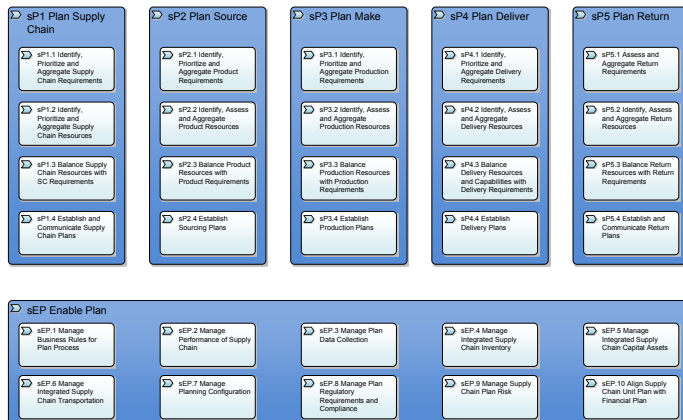 sP1 Plan Supply
Chain
sP1.1 Identify,
Prioritize and
Aggregate Supply
Chain Requirements
sP1.2 Identify,
Prioritize and
Aggregate Supply
Chain Resources
sP1.3 Balance Supply
Chain Resources with
SC Requirements
sP1.4 Establish and
Communicate Supply
Chain Plans
sP2 Plan Source
sP2.1 Identify,
Prioritize and
Aggregate Product
Requirements
sP2.2 Identify, Assess
and Aggregate
Product Resources
sP2.3 Balance Product
Resources with
Product Requirements
sP2.4 Establish
Sourcing Plans
sP3 Plan Make
sP3.1 Identify,
Prioritize and
Aggregate Production
Requirements
sP3.2 Identify, Assess
and Aggregate
Production Resources
sP3.3 Balance
Production Resources
with Production
Requirements
sP3.4 Establish
Production Plans
sP4 Plan Deliver
sP4.1 Identify,
Prioritize and
Aggregate Delivery
Requirements
sP4.2 Identify, Assess
and Aggregate
Delivery Resources
sP4.3 Balance
Delivery Resources
and Capabilities with
Delivery Requirements
sP4.4 Establish
Delivery Plans
sP5 Plan Return
sP5.1 Assess and
Aggregate Return
Requirements
sP5.2 Identify, Assess
and Aggregate Return
Resources
sP5.3 Balance Return
Resources with Return
Requirements
sP5.4 Establish and
Communicate Return
Plans
sEP Enable Plan
sEP.1 Manage
Business Rules for
Plan Process
sEP.2 Manage
Performance of Supply
Chain
sEP.3 Manage Plan
Data Collection
sEP.4 Manage
Integrated Supply
Chain Inventory
sEP.5 Manage
Integrated Supply
Chain Capital Assets
sEP.6 Manage
Integrated Supply
Chain Transportation
sEP.7 Manage
Planning Configuration
sEP.8 Manage Plan
Regulatory
Requirements and
Compliance
sEP.9 Manage Supply
Chain Plan Risk
sEP.10 Align Supply
Chain Unit Plan with
Financial Plan